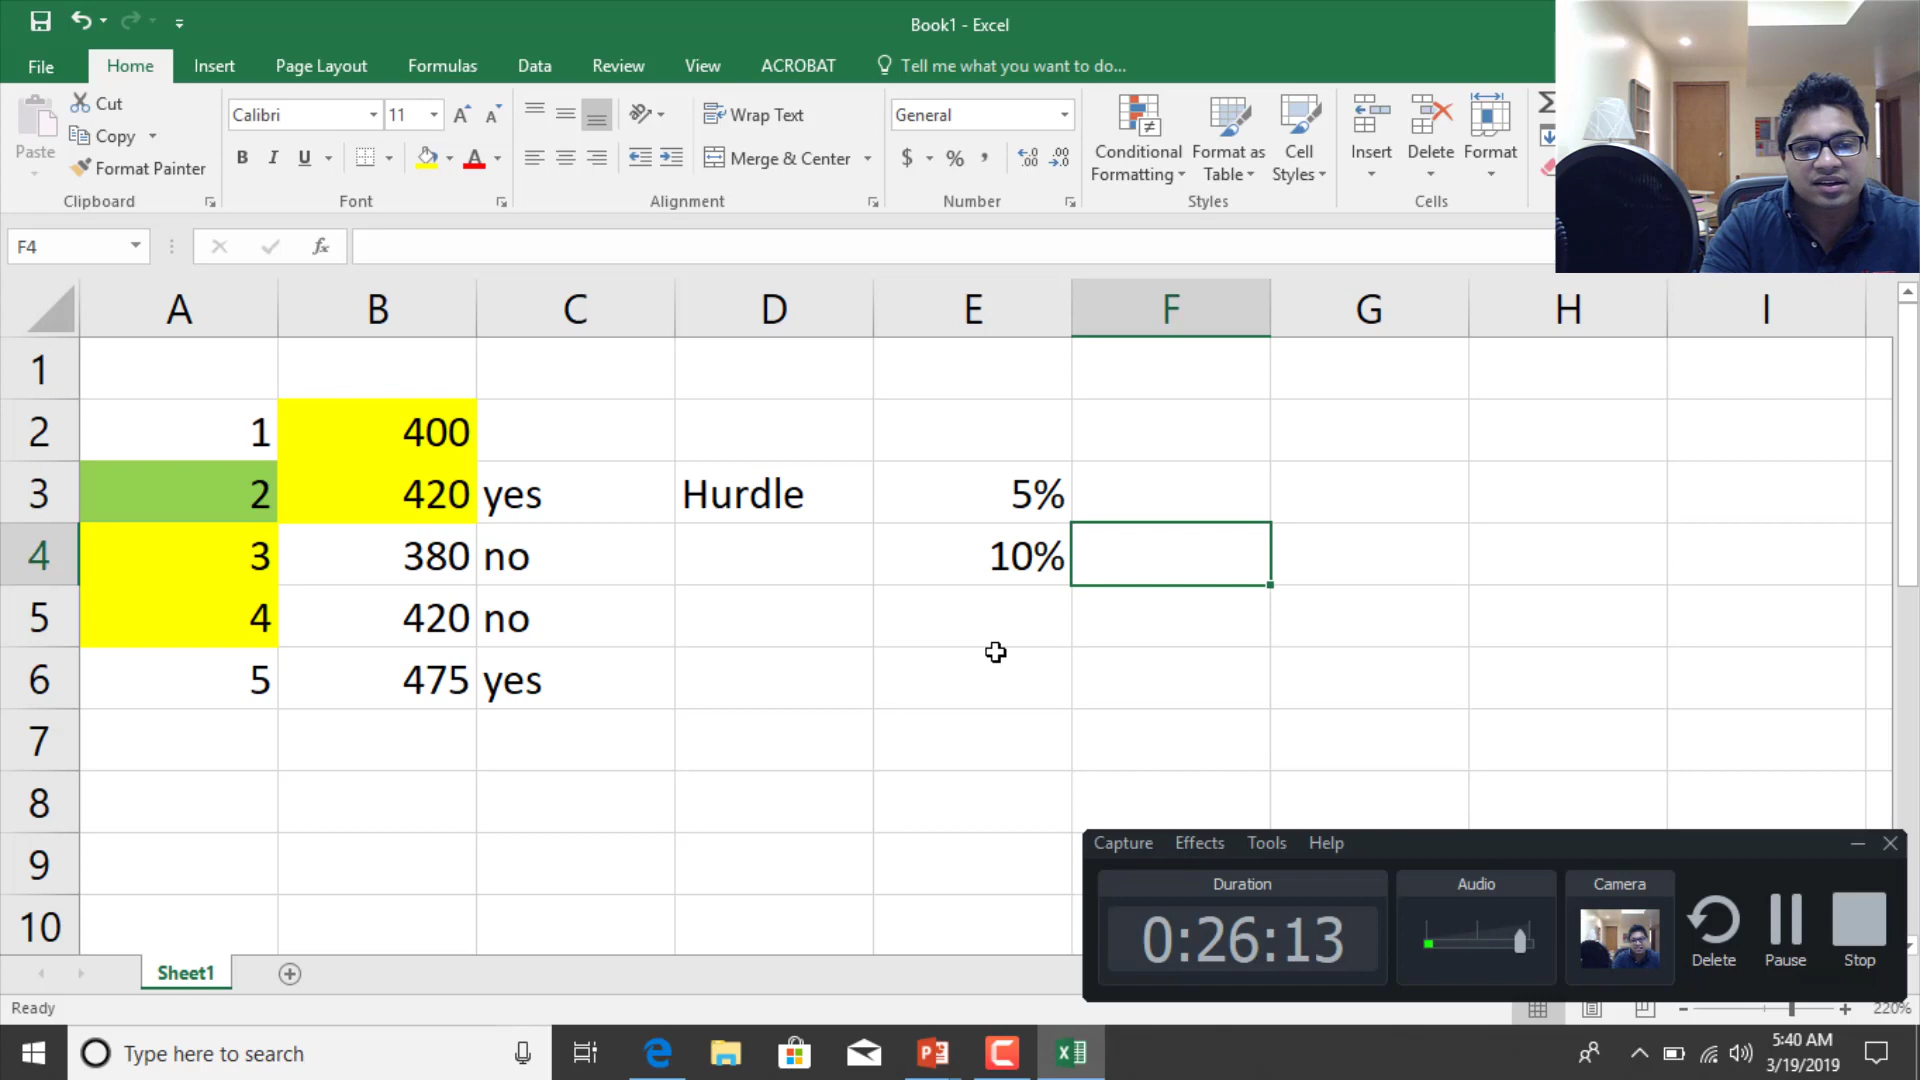 Book1 - Excel
File Home Insert Page Layout Formulas Data Review View ACROBAT Tell me what you want to do...
Paste
Cut
Copy
Format Painter
Clipboard
Calibri 11
B I U
Font
Wrap Text
Merge & Center
Alignment
General
$ % ,
Number
Conditional Formatting
Format as Table
Cell Styles
Styles
Insert Delete Format
Cells
F4 fx
A B C D E F G H I
1
2 1 400
3 2 420 yes Hurdle 5%
4 3 380 no 10%
5 4 420 no
6 5 475 yes
7
8
9
10
Sheet1
Ready
220%
Capture Effects Tools Help
Duration Audio Camera
0:26:13
Delete Pause Stop
Type here to search
5:40 AM
3/19/2019